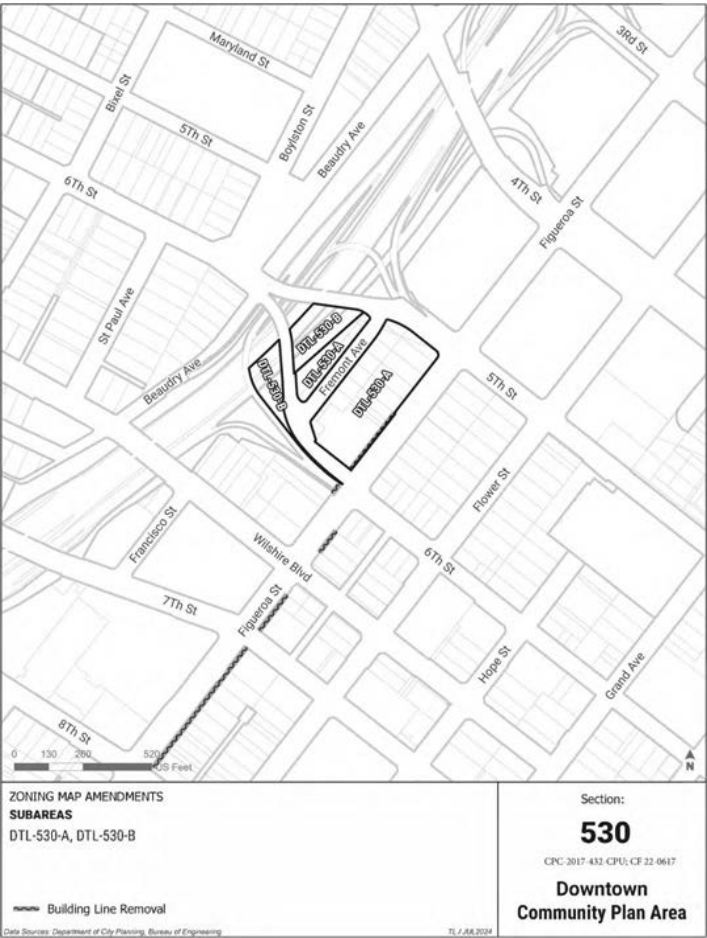 3Rd St
Maryland St
Bixel St
5Th St
Boylston St
Beaudry Ave
4Th St
6Th St
Figueroa St
St Paul Ave
DTL-530-B
DTL-530-A
Fremont Ave
DTL-530-B
DTL-530-A
Beaudry Ave
5Th St
Flower St
Francisco St
Wilshire Blvd
6Th St
7Th St
Figueroa St
Hope St
Grand Ave
8Th St
0 130 260 520
US Feet
N
ZONING MAP AMENDMENTS
SUBAREAS
DTL-530-A, DTL-530-B
Building Line Removal
Data Sources: Department of City Planning, Bureau of Engineering
TL / JUL2024
Section:
530
CPC-2017-432-CPU; CF 22-0617
Downtown
Community Plan Area